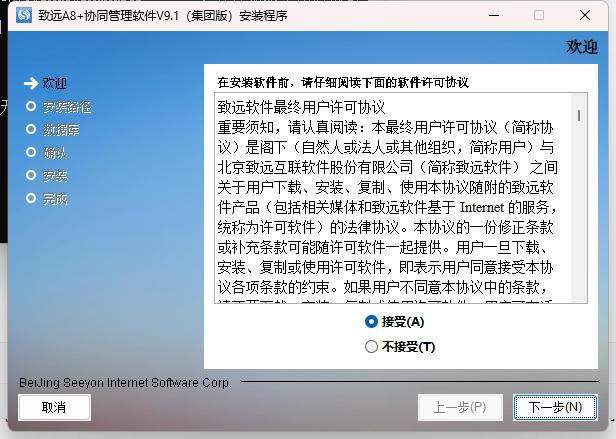 致远A8+协同管理软件V9.1（集团版）安装程序
欢迎
欢迎
安装路径
数据库
确认
安装
完成
在安装软件前，请仔细阅读下面的软件许可协议
致远软件最终用户许可协议
重要须知，请认真阅读：本最终用户许可协议（简称协
议）是阁下（自然人或法人或其他组织，简称用户）与
北京致远互联软件股份有限公司（简称致远软件） 之间
关于用户下载、安装、复制、使用本协议随附的致远软
件产品（包括相关媒体和致远软件基于 Internet 的服务，
统称为许可软件）的法律协议。本协议的一份修正条款
或补充条款可能随许可软件一起提供。用户一旦下载、
安装、复制或使用许可软件，即表示用户同意接受本协
议各项条款的约束。如果用户不同意本协议中的条款，
接受(A)
不接受(T)
BeiJing Seeyon Internet Software Corp.
取消
上一步(P)
下一步(N)